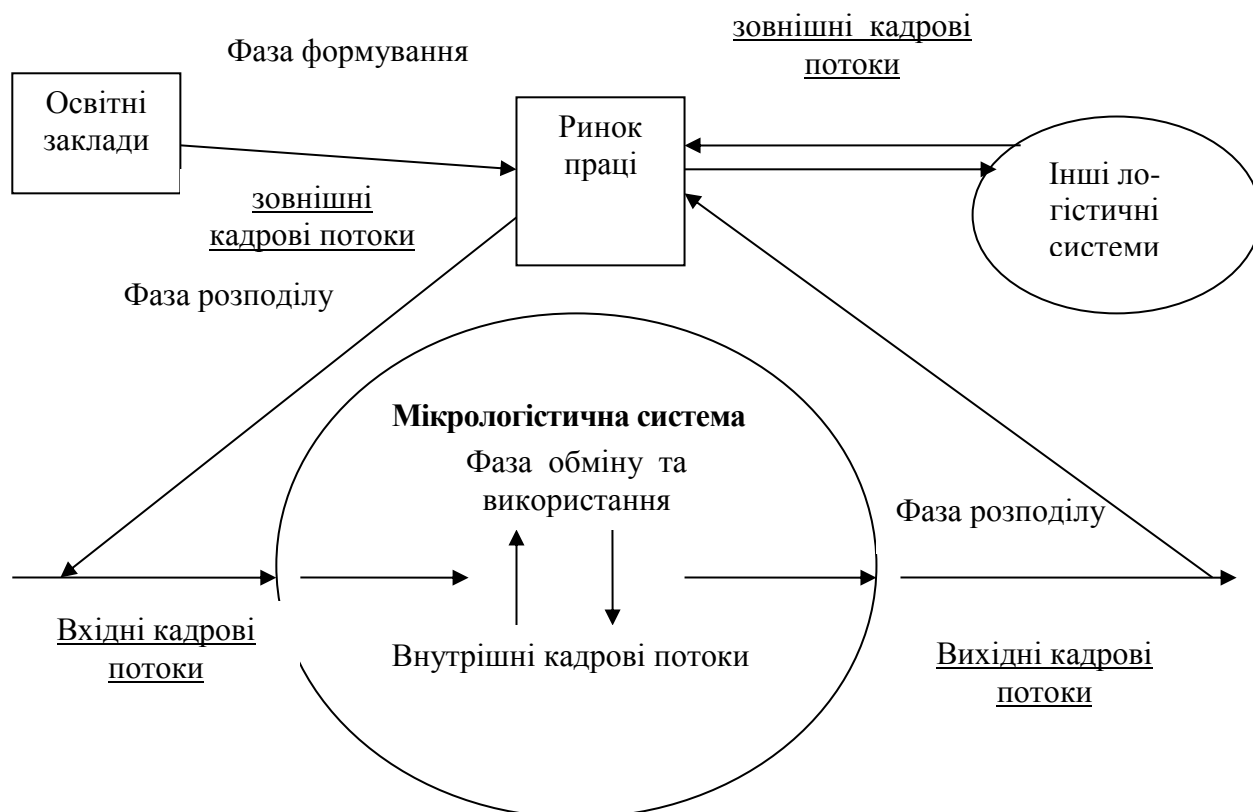 зовнішні кадрові
потоки
Фаза формування
Освітні
заклади
Ринок
праці
Інші ло-
гістичні
системи
зовнішні
кадрові потоки
Фаза розподілу
Мікрологістична система
Фаза обміну та
використання
Фаза розподілу
Вхідні кадрові
потоки
Внутрішні кадрові потоки
Вихідні кадрові
потоки